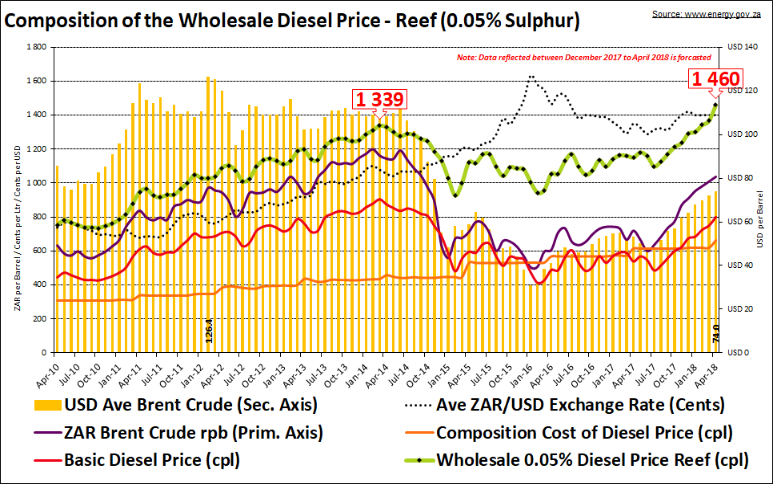 Composition of the Wholesale Diesel Price - Reef (0.05% Sulphur)
Source: www.energy.gov.za
Note: Data reflected between December 2017 to April 2018 is forcasted
ZAR per Barrel / Cents per Ltr / Cents per USD
1 800
1 600
1 400
1 200
1 000
800
600
400
200
0
USD 140
USD 120
USD 100
USD 80
USD 60
USD 40
USD 20
USD 0
USD per Barrel
1 339
1 460
126.4
74.0
Apr-10
Jul-10
Oct-10
Jan-11
Apr-11
Jul-11
Oct-11
Jan-12
Apr-12
Jul-12
Oct-12
Jan-13
Apr-13
Jul-13
Oct-13
Jan-14
Apr-14
Jul-14
Oct-14
Jan-15
Apr-15
Jul-15
Oct-15
Jan-16
Apr-16
Jul-16
Oct-16
Jan-17
Apr-17
Jul-17
Oct-17
Jan-18
Apr-18
USD Ave Brent Crude (Sec. Axis)
Ave ZAR/USD Exchange Rate (Cents)
ZAR Brent Crude rpb (Prim. Axis)
Composition Cost of Diesel Price (cpl)
Basic Diesel Price (cpl)
Wholesale 0.05% Diesel Price Reef (cpl)